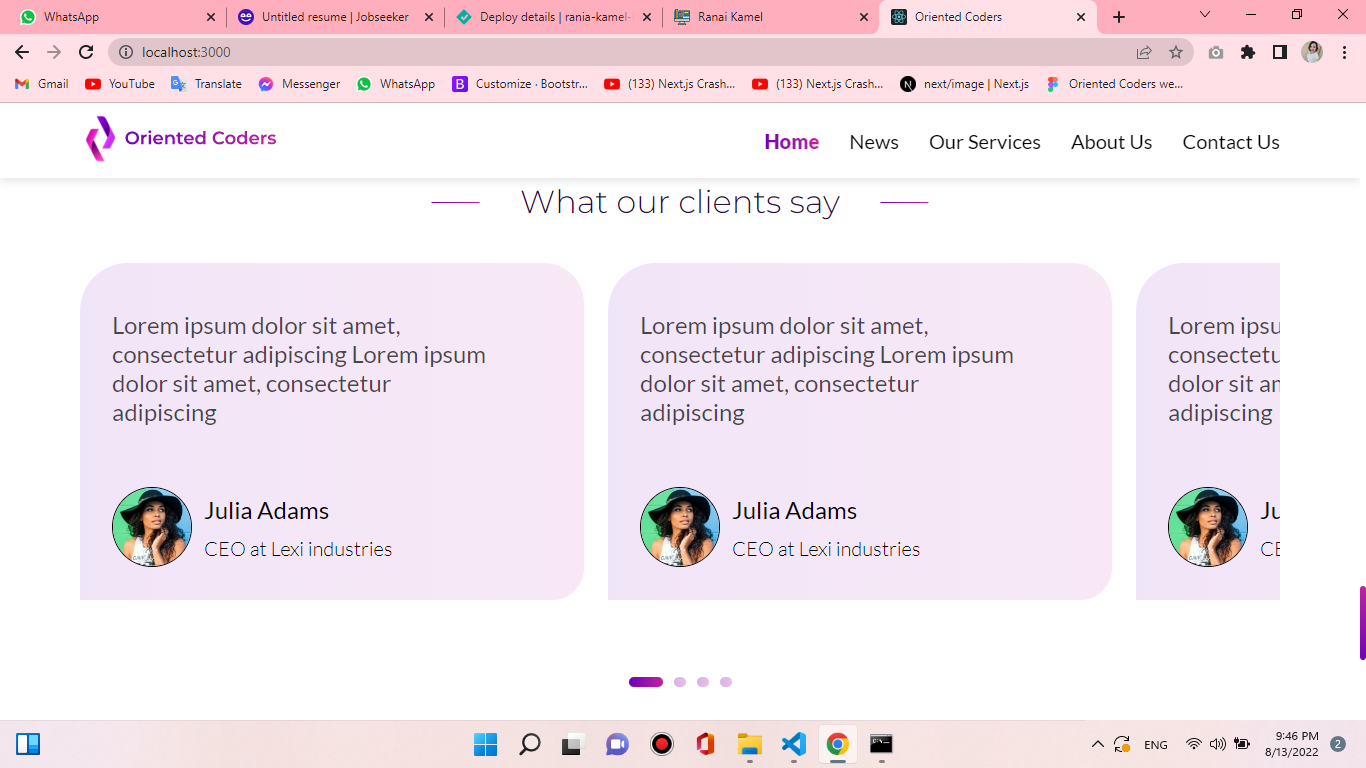 WhatsApp
Untitled resume | Jobseeker
Deploy details | rania-kamel-
Ranai Kamel
Oriented Coders
localhost:3000
Gmail
YouTube
Translate
Messenger
WhatsApp
Customize · Bootstr...
(133) Next.js Crash...
(133) Next.js Crash...
next/image | Next.js
Oriented Coders we...
Oriented Coders
Home
News
Our Services
About Us
Contact Us
What our clients say
Lorem ipsum dolor sit amet,
consectetur adipiscing Lorem ipsum
dolor sit amet, consectetur
adipiscing
Julia Adams
CEO at Lexi industries
Lorem ipsum dolor sit amet,
consectetur adipiscing Lorem ipsum
dolor sit amet, consectetur
adipiscing
Julia Adams
CEO at Lexi industries
Lorem ipsu
consectetu
dolor sit am
adipiscing
Ju
CE
ENG
9:46 PM
8/13/2022
2